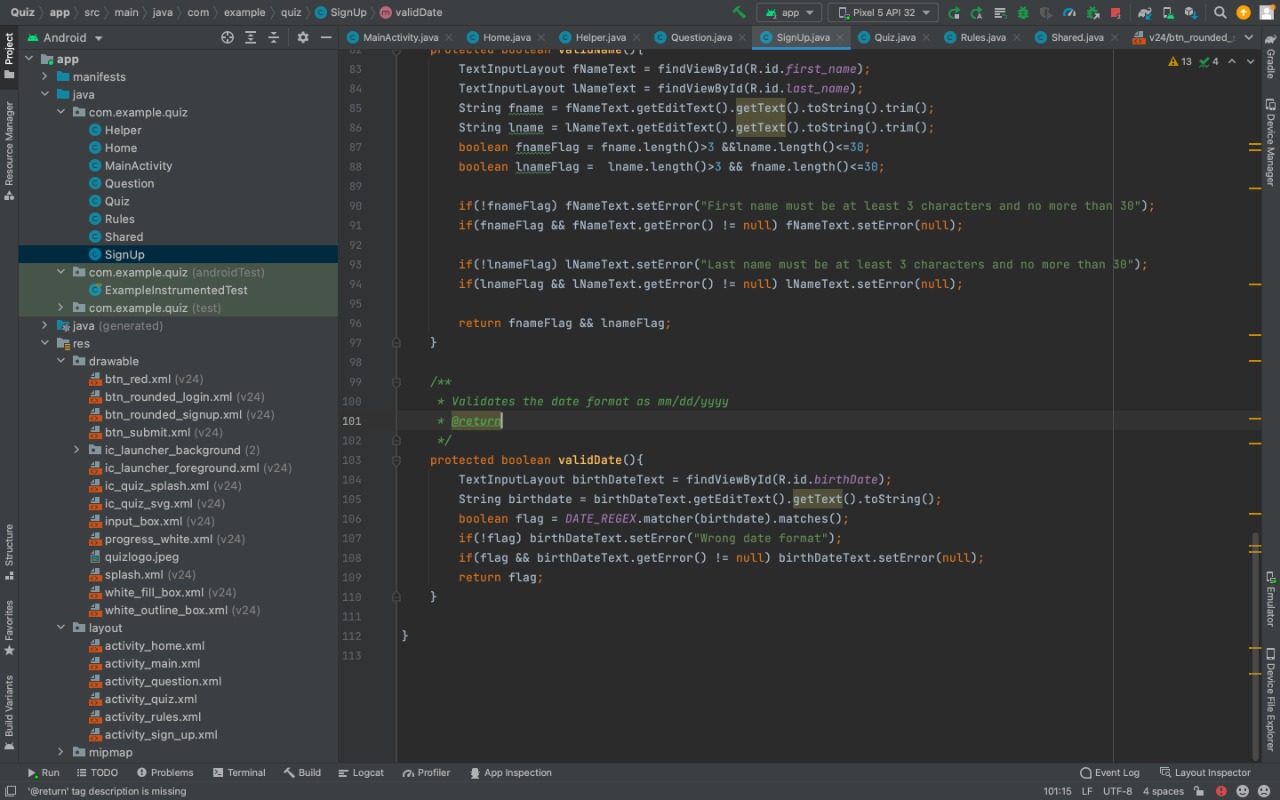 Quiz app src main java com example quiz SignUp validDate app Pixel 5 API 32
Android
MainActivity.java Home.java Helper.java Question.java SignUp.java Quiz.java Rules.java Shared.java v24/btn_rounded_
Project
Resource Manager
Structure
Favorites
Build Variants
app
manifests
java
com.example.quiz
Helper
Home
MainActivity
Question
Quiz
Rules
Shared
SignUp
com.example.quiz (androidTest)
ExampleInstrumentedTest
com.example.quiz (test)
java (generated)
res
drawable
btn_red.xml (v24)
btn_rounded_login.xml (v24)
btn_rounded_signup.xml (v24)
btn_submit.xml (v24)
ic_launcher_background (2)
ic_launcher_foreground.xml (v24)
ic_quiz_splash.xml (v24)
ic_quiz_svg.xml (v24)
input_box.xml (v24)
progress_white.xml (v24)
quizlogo.jpeg
splash.xml (v24)
white_fill_box.xml (v24)
white_outline_box.xml (v24)
layout
activity_home.xml
activity_main.xml
activity_question.xml
activity_quiz.xml
activity_rules.xml
activity_sign_up.xml
mipmap
13 4
82 protected boolean validName(){
83 TextInputLayout fNameText = findViewById(R.id.first_name);
84 TextInputLayout lNameText = findViewById(R.id.last_name);
85 String fname = fNameText.getEditText().getText().toString().trim();
86 String lname = lNameText.getEditText().getText().toString().trim();
87 boolean fnameFlag = fname.length()>3 &&lname.length()<=30;
88 boolean lnameFlag =  lname.length()>3 && fname.length()<=30;
89
90 if(!fnameFlag) fNameText.setError("First name must be at least 3 characters and no more than 30");
91 if(fnameFlag && fNameText.getError() != null) fNameText.setError(null);
92
93 if(!lnameFlag) lNameText.setError("Last name must be at least 3 characters and no more than 30");
94 if(lnameFlag && lNameText.getError() != null) lNameText.setError(null);
95
96 return fnameFlag && lnameFlag;
97 }
98
99 /**
100 * Validates the date format as mm/dd/yyyy
101 * @return
102 */
103 protected boolean validDate(){
104 TextInputLayout birthDateText = findViewById(R.id.birthDate);
105 String birthdate = birthDateText.getEditText().getText().toString();
106 boolean flag = DATE_REGEX.matcher(birthdate).matches();
107 if(!flag) birthDateText.setError("Wrong date format");
108 if(flag && birthDateText.getError() != null) birthDateText.setError(null);
109 return flag;
110 }
111
112 }
113
Gradle
Device Manager
Emulator
Device File Explorer
Run TODO Problems Terminal Build Logcat Profiler App Inspection Event Log Layout Inspector
'@return' tag description is missing 101:15 LF UTF-8 4 spaces